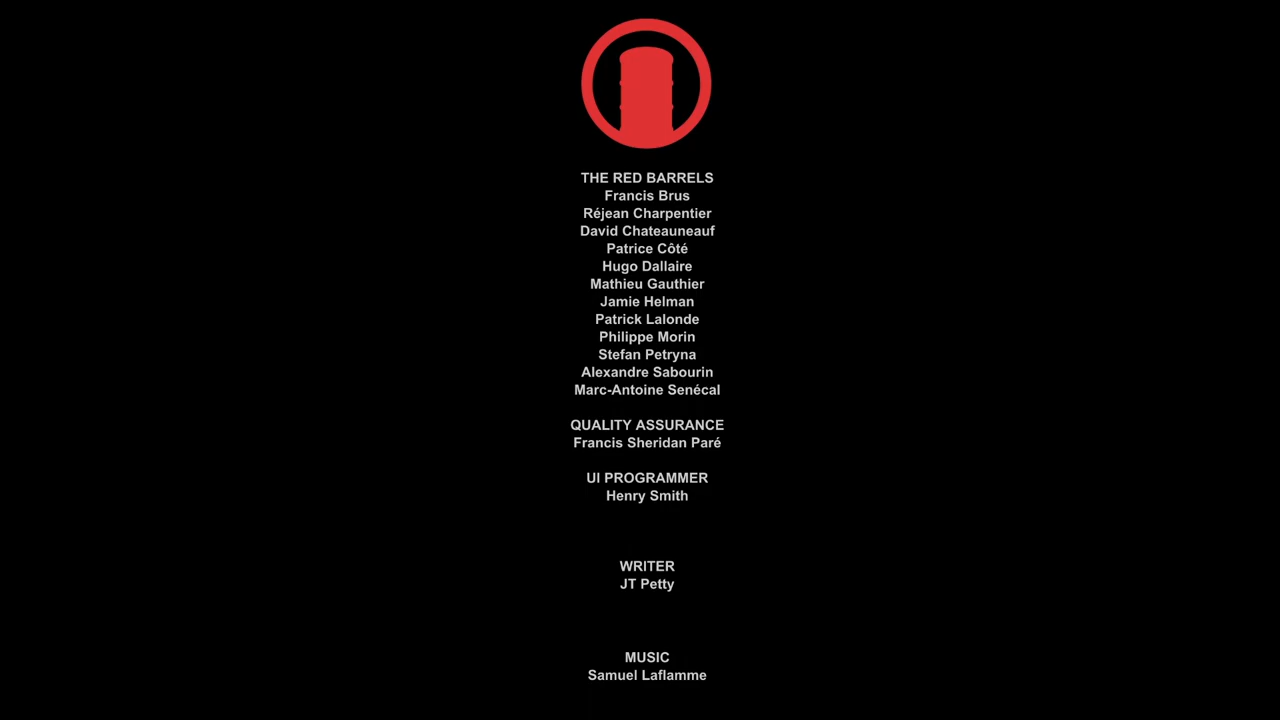 THE RED BARRELS
Francis Brus
Réjean Charpentier
David Chateauneuf
Patrice Côté
Hugo Dallaire
Mathieu Gauthier
Jamie Helman
Patrick Lalonde
Philippe Morin
Stefan Petryna
Alexandre Sabourin
Marc-Antoine Senécal
QUALITY ASSURANCE
Francis Sheridan Paré
UI PROGRAMMER
Henry Smith
WRITER
JT Petty
MUSIC
Samuel Laflamme